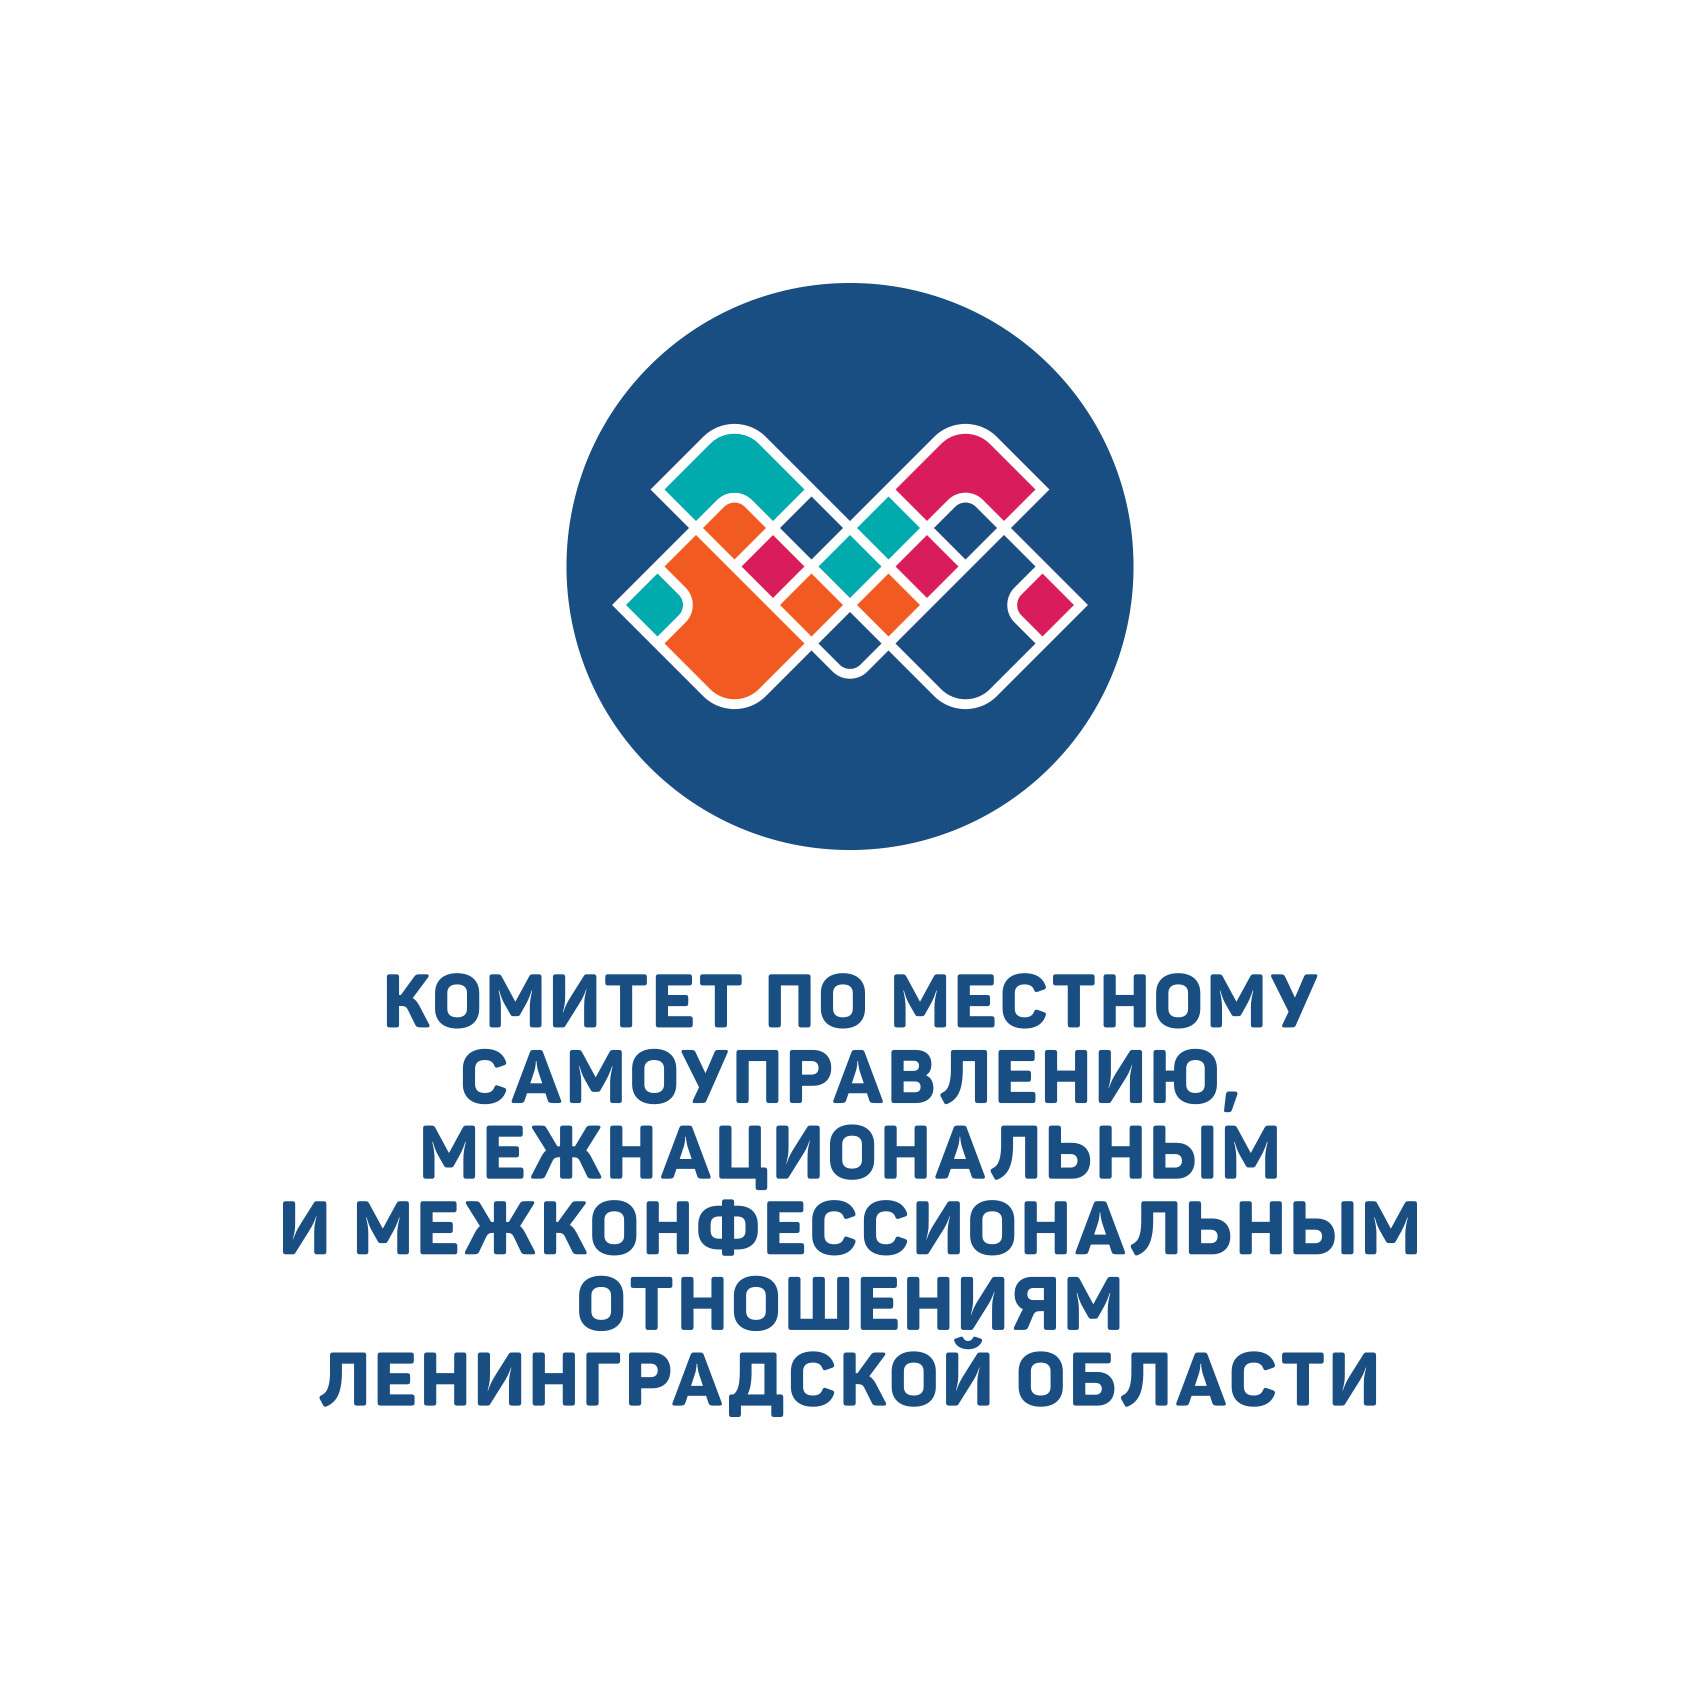 КОМИТЕТ ПО МЕСТНОМУ
САМОУПРАВЛЕНИЮ,
МЕЖНАЦИОНАЛЬНЫМ
И МЕЖКОНФЕССИОНАЛЬНЫМ
ОТНОШЕНИЯМ
ЛЕНИНГРАДСКОЙ ОБЛАСТИ